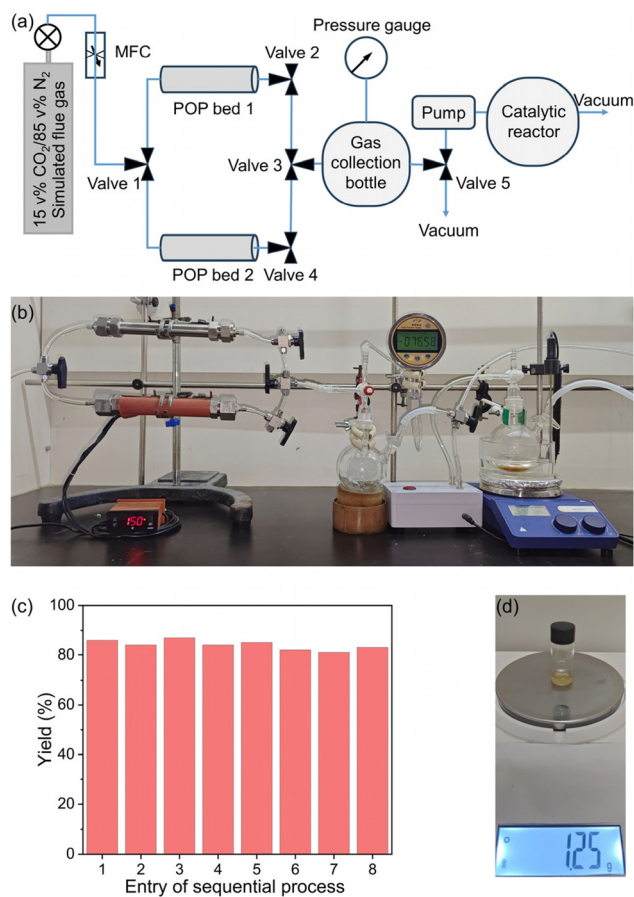 (a)
Pressure gauge
MFC
Valve 2
POP bed 1
15 v% CO₂/85 v% N₂
Simulated flue gas
Valve 1
Valve 3
Gas
collection
bottle
Pump
Catalytic
reactor
Vacuum
Valve 5
Vacuum
POP bed 2
Valve 4
(b)
-076.58
150
(c)
Yield (%)
100
80
60
40
20
0
1 2 3 4 5 6 7 8
Entry of sequential process
(d)
1.25 g